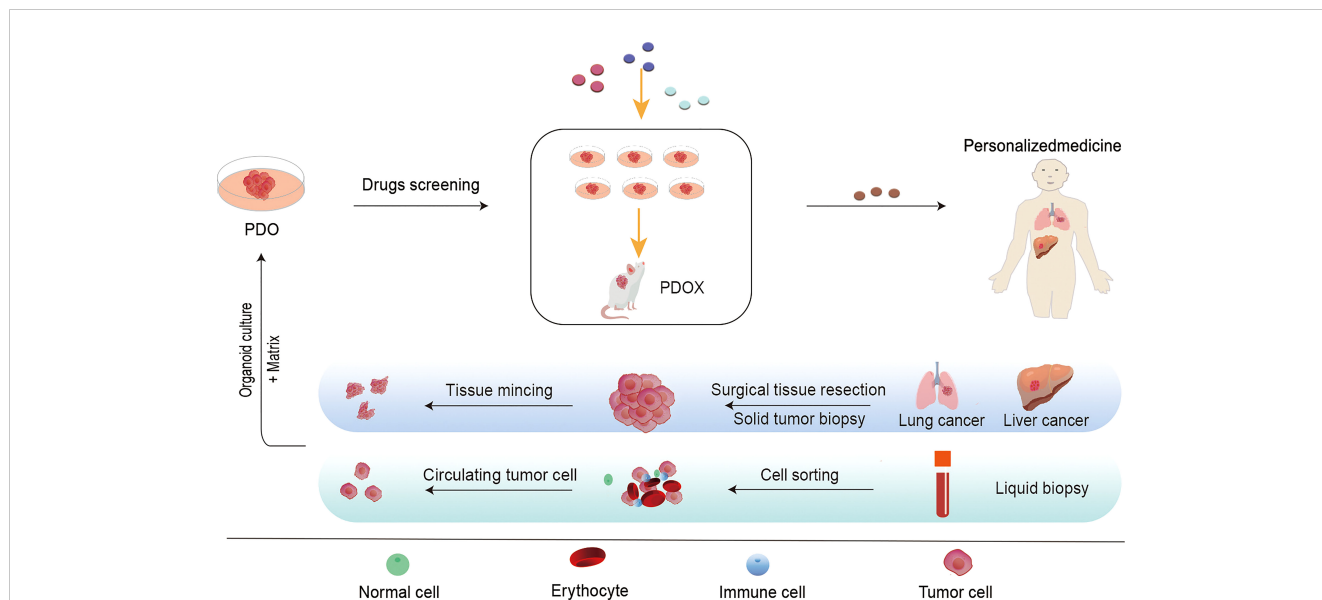 Personalizedmedicine
Drugs screening
PDO
PDOX
Organoid culture
+ Matrix
Tissue mincing
Surgical tissue resection
Solid tumor biopsy
Lung cancer
Liver cancer
Circulating tumor cell
Cell sorting
Liquid biopsy
Normal cell
Erythocyte
Immune cell
Tumor cell